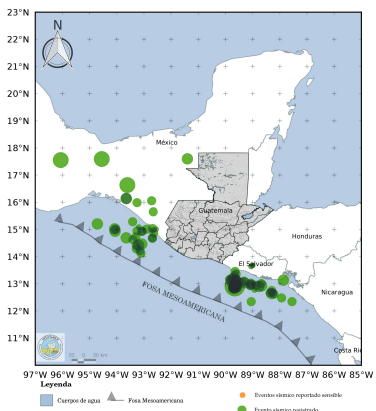 23°N
N
22°N
21°N
20°N
19°N
México
18°N
17°N
16°N
Guatemala
15°N
Honduras
14°N
El Salvador
13°N
Nicaragua
FOSA MESOAMERICANA
12°N
11°N
Costa Ric
97°W 96°W 95°W 94°W 93°W 92°W 91°W 90°W 89°W 88°W 87°W 86°W 85°W
Leyenda
Cuerpos de agua
Fosa Mesoamericana
Eventos sísmico reportado sensible
Evento sísmico registrado